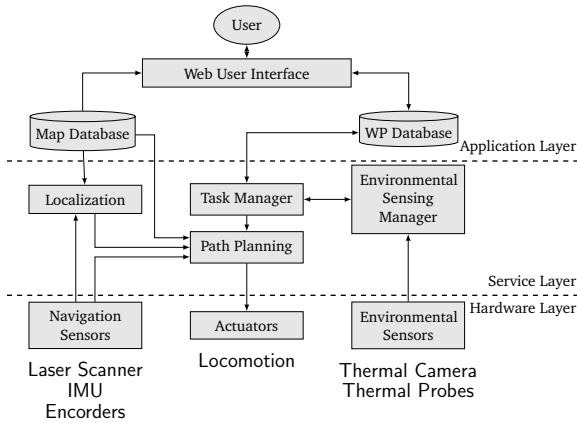 User
Web User Interface
Map Database
WP Database
Application Layer
Localization
Task Manager
Environmental
Sensing
Manager
Path Planning
Service Layer
Hardware Layer
Navigation
Sensors
Actuators
Environmental
Sensors
Laser Scanner
IMU
Encorders
Locomotion
Thermal Camera
Thermal Probes